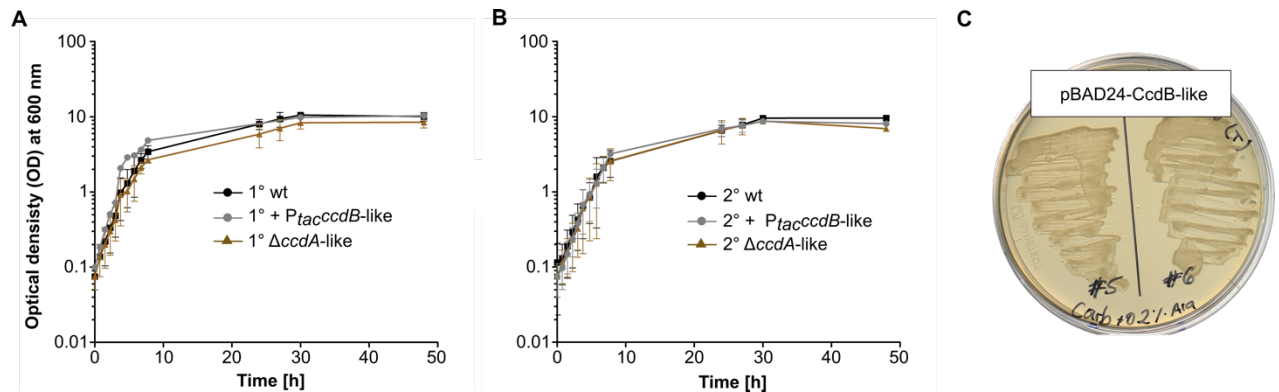 A
Optical densisty (OD) at 600 nm
100
10
1
0.1
0.01
0
10
20
30
40
50
Time [h]
1° wt
1° + PtacccdB-like
1° ΔccdA-like
B
100
10
1
0.1
0.01
0
10
20
30
40
50
Time [h]
2° wt
2° + PtacccdB-like
2° ΔccdA-like
C
pBAD24-CcdB-like
#5
#6
Carb +0.2% Ara